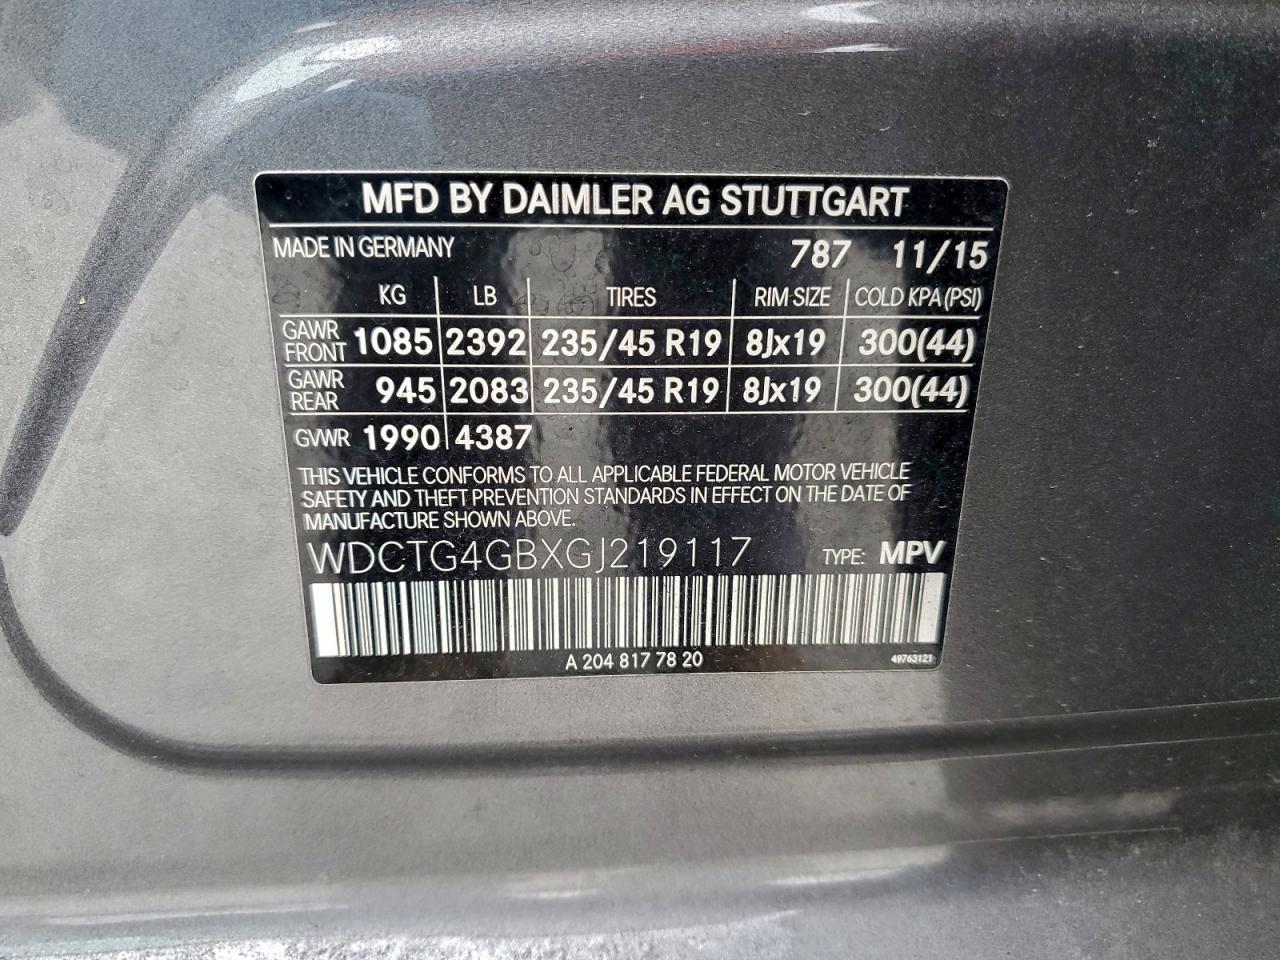 MFD BY DAIMLER AG STUTTGART
MADE IN GERMANY 787 11/15
KG LB TIRES RIM SIZE COLD KPA (PSI)
GAWR FRONT 1085 2392 235/45 R19 8Jx19 300(44)
GAWR REAR 945 2083 235/45 R19 8Jx19 300(44)
GVWR 1990 4387
THIS VEHICLE CONFORMS TO ALL APPLICABLE FEDERAL MOTOR VEHICLE
SAFETY AND THEFT PREVENTION STANDARDS IN EFFECT ON THE DATE OF
MANUFACTURE SHOWN ABOVE.
WDCTG4GBXGJ219117 TYPE: MPV
A 204 817 78 20 49763121